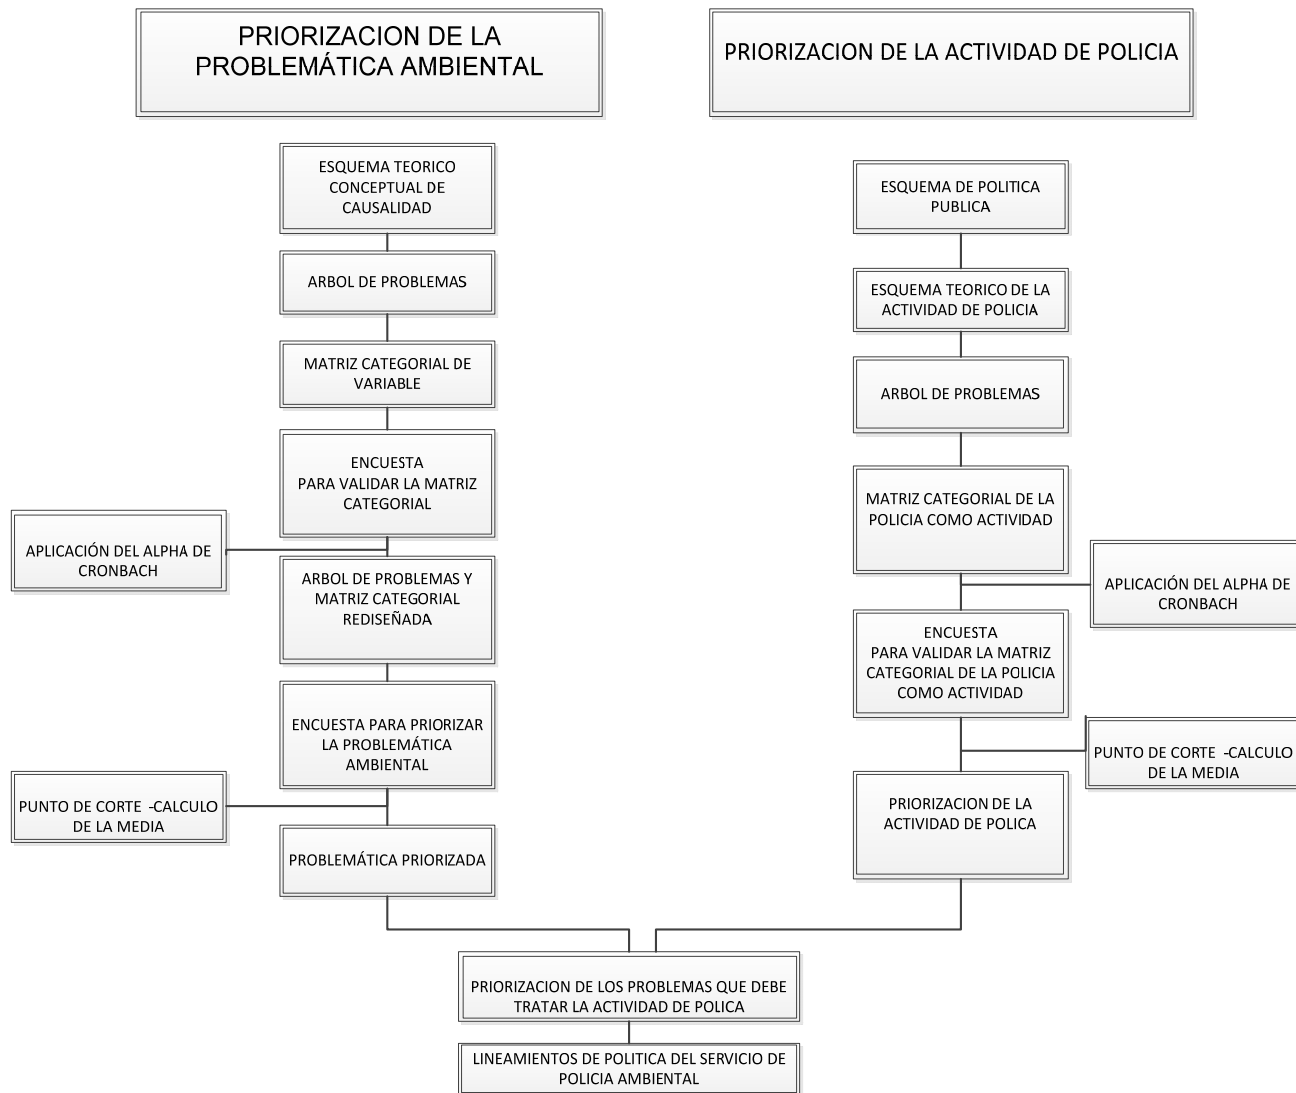 PRIORIZACION DE LA
PROBLEMÁTICA AMBIENTAL
PRIORIZACION DE LA ACTIVIDAD DE POLICIA
ESQUEMA TEORICO
CONCEPTUAL DE
CAUSALIDAD
ARBOL DE PROBLEMAS
MATRIZ CATEGORIAL DE
VARIABLE
ENCUESTA
PARA VALIDAR LA MATRIZ
CATEGORIAL
APLICACIÓN DEL ALPHA DE
CRONBACH
ARBOL DE PROBLEMAS Y
MATRIZ CATEGORIAL
REDISEÑADA
ENCUESTA PARA PRIORIZAR
LA PROBLEMÁTICA
AMBIENTAL
PUNTO DE CORTE -CALCULO
DE LA MEDIA
PROBLEMÁTICA PRIORIZADA
ESQUEMA DE POLITICA
PUBLICA
ESQUEMA TEORICO DE LA
ACTIVIDAD DE POLICIA
ARBOL DE PROBLEMAS
MATRIZ CATEGORIAL DE LA
POLICIA COMO ACTIVIDAD
APLICACIÓN DEL ALPHA DE
CRONBACH
ENCUESTA
PARA VALIDAR LA MATRIZ
CATEGORIAL DE LA POLICIA
COMO ACTIVIDAD
PUNTO DE CORTE -CALCULO
DE LA MEDIA
PRIORIZACION DE LA
ACTIVIDAD DE POLICA
PRIORIZACION DE LOS PROBLEMAS QUE DEBE
TRATAR LA ACTIVIDAD DE POLICA
LINEAMIENTOS DE POLITICA DEL SERVICIO DE
POLICIA AMBIENTAL